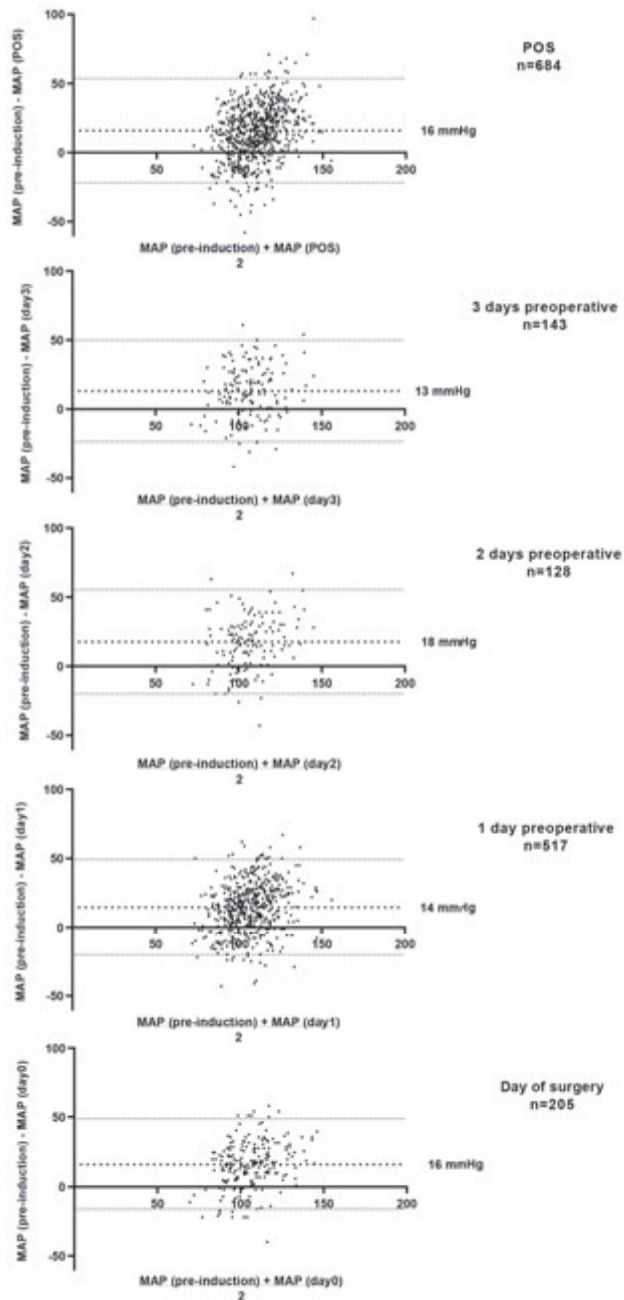 100
50
0
-50
50
100
150
200
MAP (pre-induction) - MAP (POS)
MAP (pre-induction) + MAP (POS)
2
POS
n=684
16 mmHg
100
50
0
-50
50
100
150
200
MAP (pre-induction) - MAP (day3)
MAP (pre-induction) + MAP (day3)
2
3 days preoperative
n=143
13 mmHg
100
50
0
-50
50
100
150
200
MAP (pre-induction) - MAP (day2)
MAP (pre-induction) + MAP (day2)
2
2 days preoperative
n=128
18 mmHg
100
50
0
-50
50
100
150
200
MAP (pre-induction) - MAP (day1)
MAP (pre-induction) + MAP (day1)
2
1 day preoperative
n=517
14 mmHg
100
50
0
-50
50
100
150
200
MAP (pre-induction) - MAP (day0)
MAP (pre-induction) + MAP (day0)
2
Day of surgery
n=205
16 mmHg